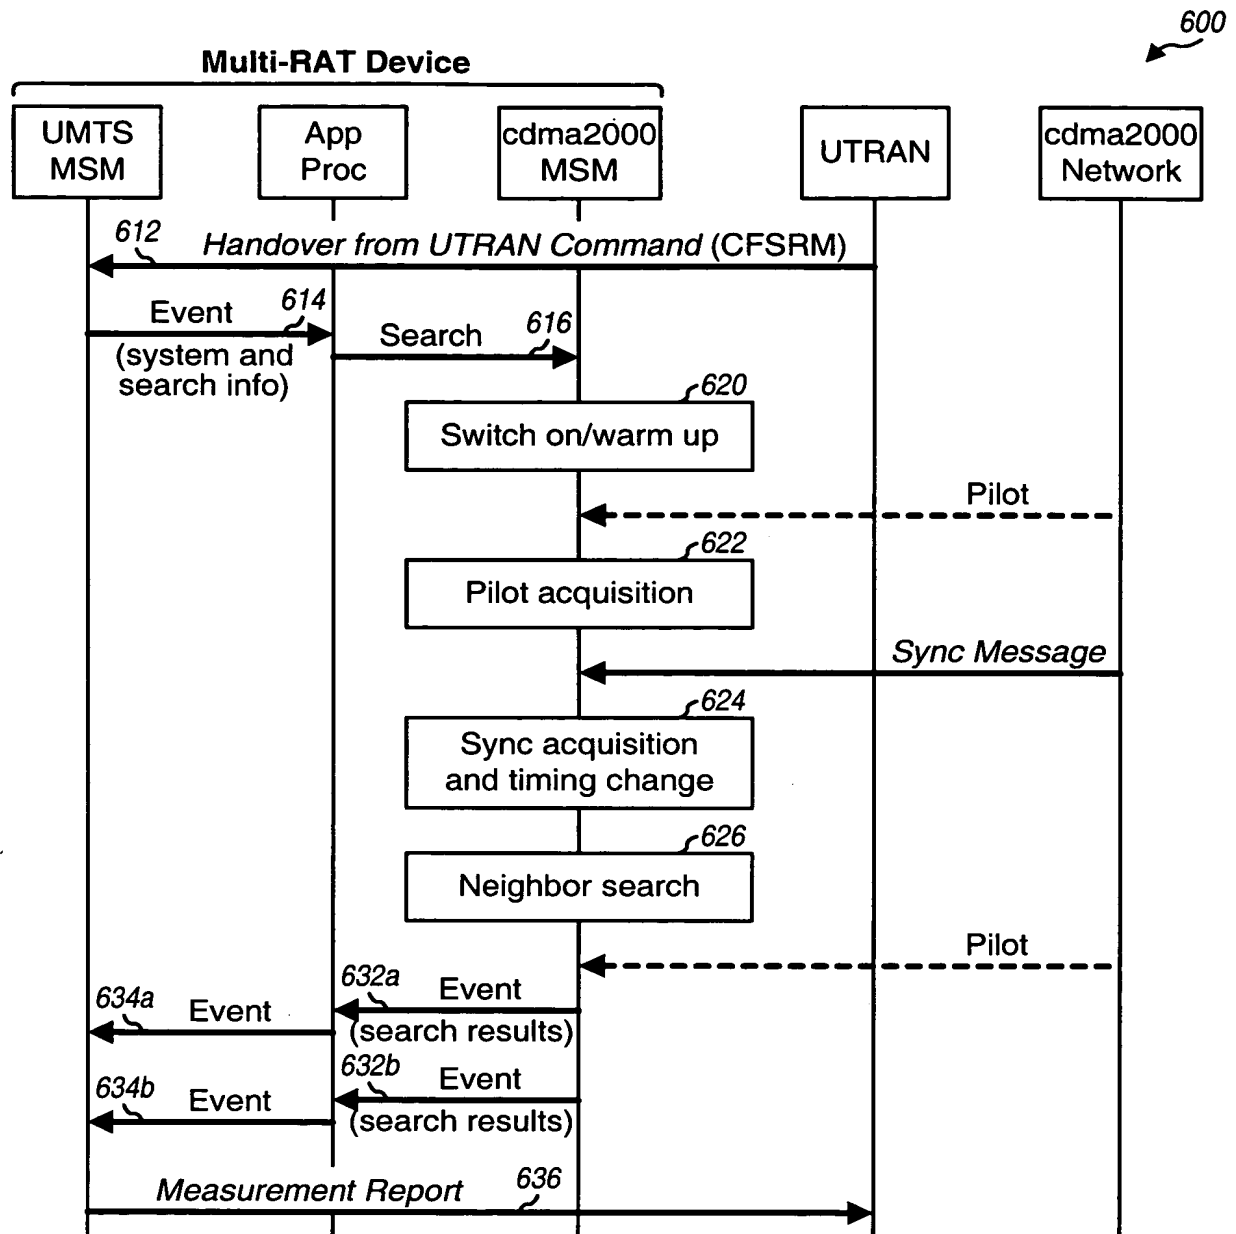 600
Multi-RAT Device
UMTS
MSM
App
Proc
cdma2000
MSM
UTRAN
cdma2000
Network
612
Handover from UTRAN Command (CFSRM)
Event
614
(system and
search info)
Search
616
620
Switch on/warm up
Pilot
622
Pilot acquisition
Sync Message
624
Sync acquisition
and timing change
626
Neighbor search
Pilot
632a
Event
(search results)
634a
Event
632b
Event
(search results)
634b
Event
Measurement Report
636